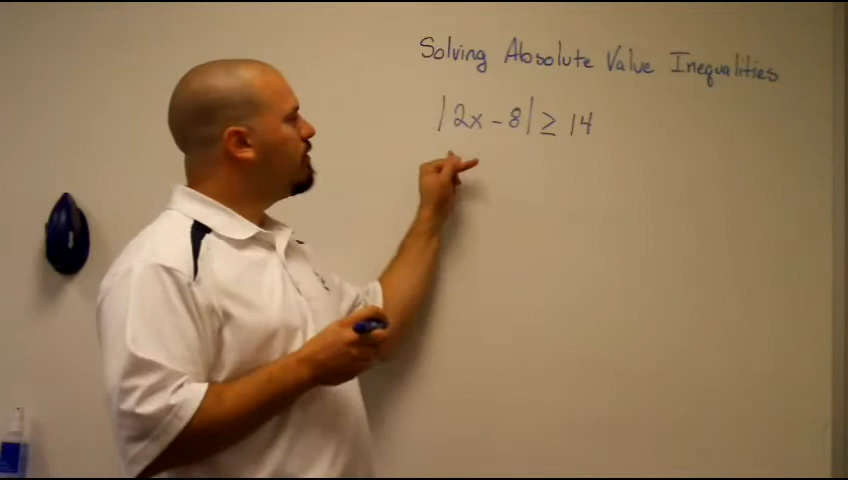 Solving Absolute Value Inequalities
|2x - 8| ≥ 14